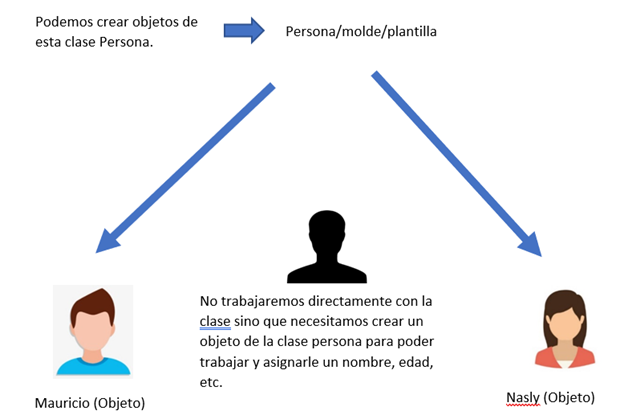 Podemos crear objetos de
esta clase Persona.
Persona/molde/plantilla
No trabajaremos directamente con la
clase sino que necesitamos crear un
objeto de la clase persona para poder
trabajar y asignarle un nombre, edad,
etc.
Mauricio (Objeto)
Nasly (Objeto)